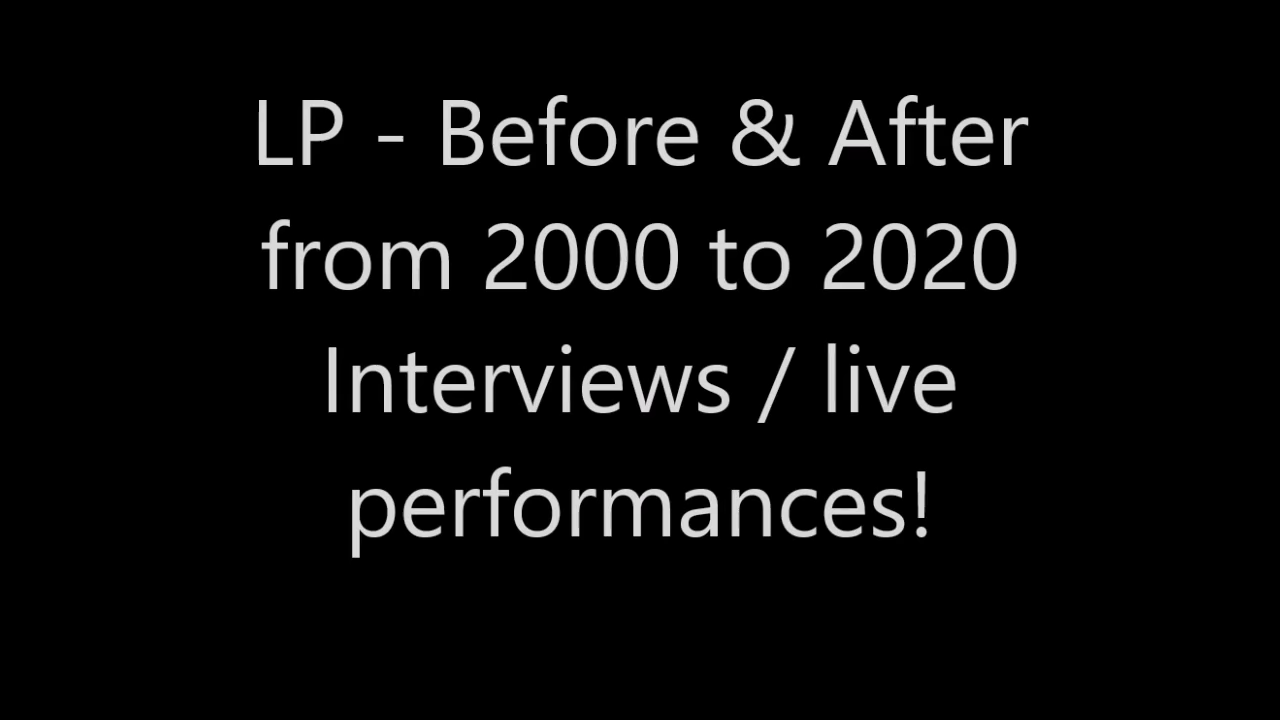 LP - Before & After
from 2000 to 2020
Interviews / live
performances!